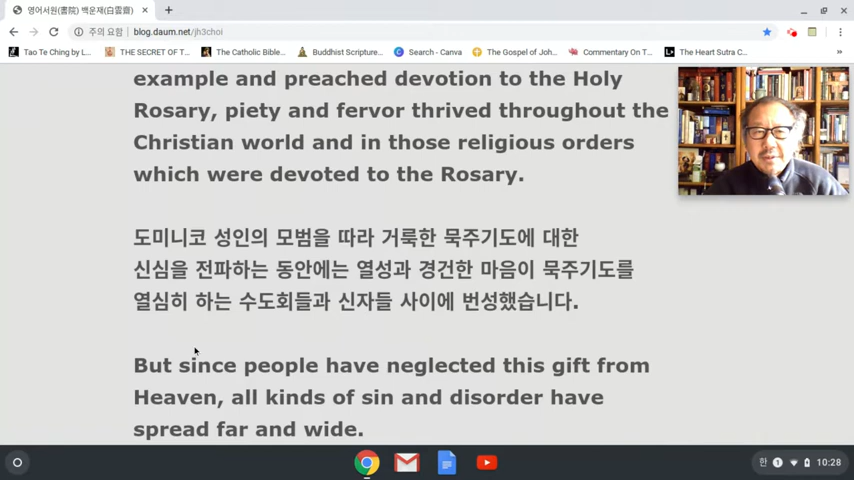 영어서원(書院) 백운재(白雲齋)
주의 요함
blog.daum.net/jh3choi
Tao Te Ching by L...
THE SECRET OF T...
The Catholic Bible...
Buddhist Scripture...
Search - Canva
The Gospel of Joh...
Commentary On T...
The Heart Sutra C...
»
example and preached devotion to the Holy
Rosary, piety and fervor thrived throughout the
Christian world and in those religious orders
which were devoted to the Rosary.
도미니코 성인의 모범을 따라 거룩한 묵주기도에 대한
신심을 전파하는 동안에는 열성과 경건한 마음이 묵주기도를
열심히 하는 수도회들과 신자들 사이에 번성했습니다.
But since people have neglected this gift from
Heaven, all kinds of sin and disorder have
spread far and wide.
한 1 10:28